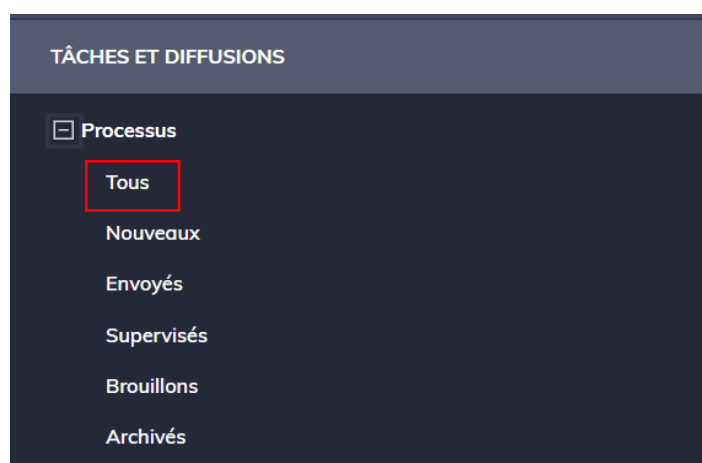 TÂCHES ET DIFFUSIONS
Processus
Tous
Nouveaux
Envoyés
Supervisés
Brouillons
Archivés